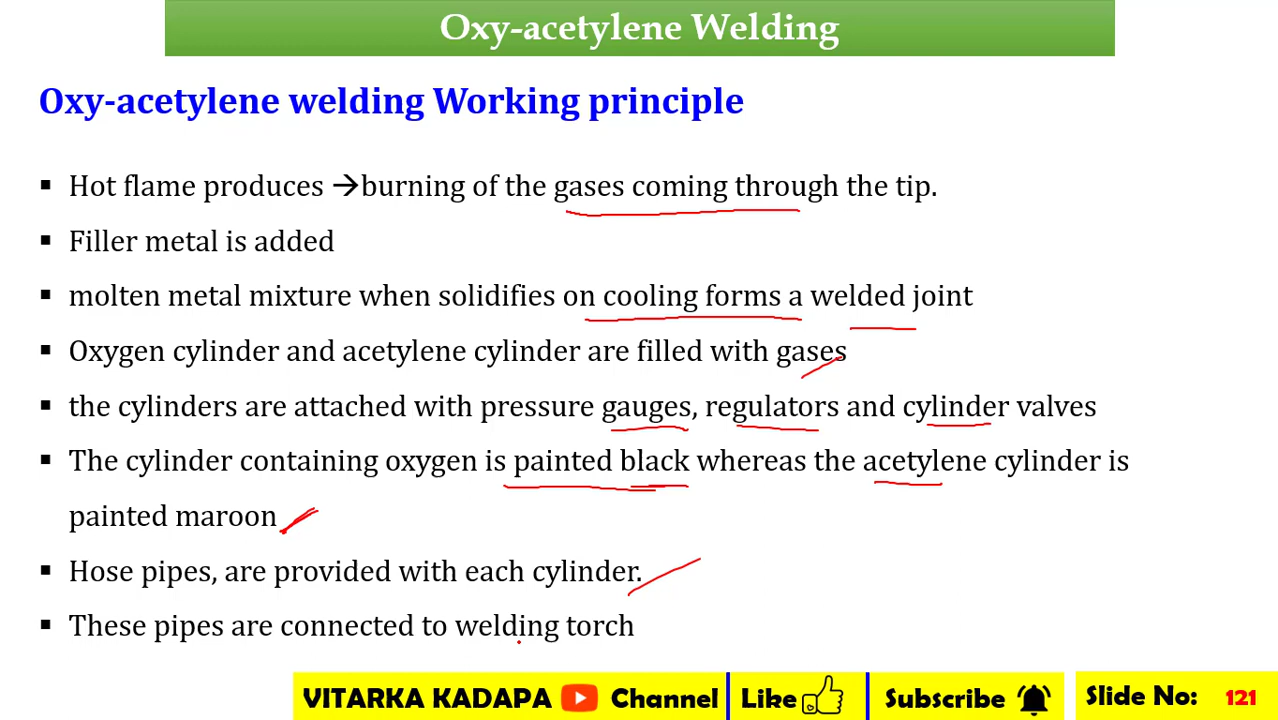 Oxy-acetylene Welding
Oxy-acetylene welding Working principle
▪ Hot flame produces →burning of the gases coming through the tip.
▪ Filler metal is added
▪ molten metal mixture when solidifies on cooling forms a welded joint
▪ Oxygen cylinder and acetylene cylinder are filled with gases
▪ the cylinders are attached with pressure gauges, regulators and cylinder valves
▪ The cylinder containing oxygen is painted black whereas the acetylene cylinder is
painted maroon
▪ Hose pipes, are provided with each cylinder.
▪ These pipes are connected to welding torch
VITARKA KADAPA Channel Like Subscribe Slide No: 121